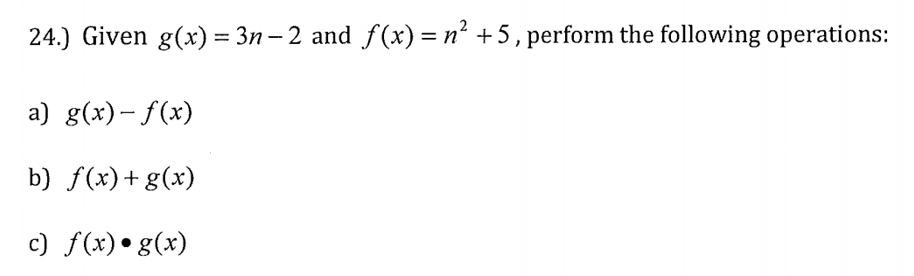 24.) Given g(x) = 3n – 2 and f(x) = n² + 5, perform the following operations:
a) g(x) – f(x)
b) f(x) + g(x)
c) f(x) • g(x)